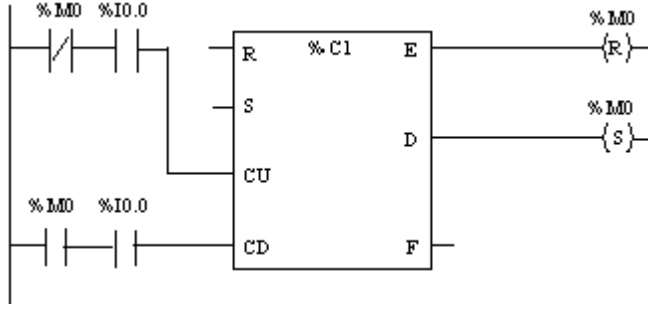 %M0 %I0.0 %M0
R %C1 E (R)
%M0
S D (S)
CU
%M0 %I0.0
CD F